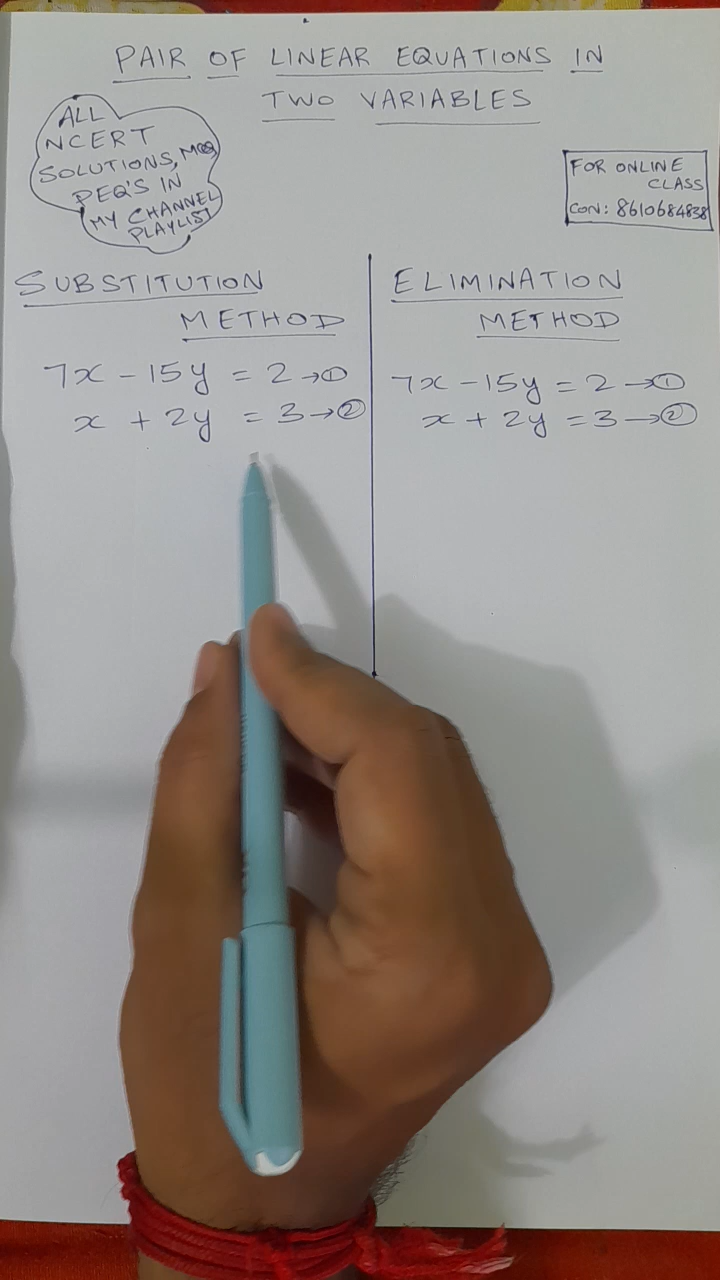 PAIR OF LINEAR EQUATIONS IN
TWO VARIABLES
ALL
NCERT
SOLUTIONS, MCQ
PEQ'S IN
MY CHANNEL
PLAYLIST
FOR ONLINE
CLASS
CON: 8610684838
SUBSTITUTION
METHOD
7x - 15y = 2 → ①
x + 2y = 3 → ②
ELIMINATION
METHOD
7x - 15y = 2 → ①
x + 2y = 3 → ②